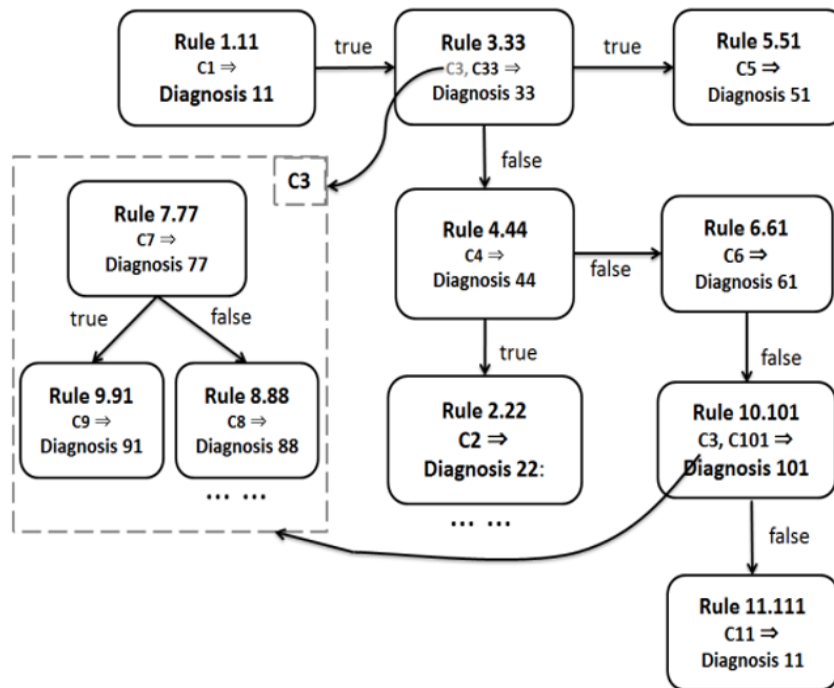 Rule 1.11
C1 ⇒
Diagnosis 11
true
Rule 3.33
C3, C33 ⇒
Diagnosis 33
true
Rule 5.51
C5 ⇒
Diagnosis 51
false
C3
Rule 7.77
C7 ⇒
Diagnosis 77
true
false
Rule 9.91
C9 ⇒
Diagnosis 91
Rule 8.88
C8 ⇒
Diagnosis 88
... ...
Rule 4.44
C4 ⇒
Diagnosis 44
false
Rule 6.61
C6 ⇒
Diagnosis 61
true
false
Rule 2.22
C2 ⇒
Diagnosis 22:
... ...
Rule 10.101
C3, C101 ⇒
Diagnosis 101
false
Rule 11.111
C11 ⇒
Diagnosis 11